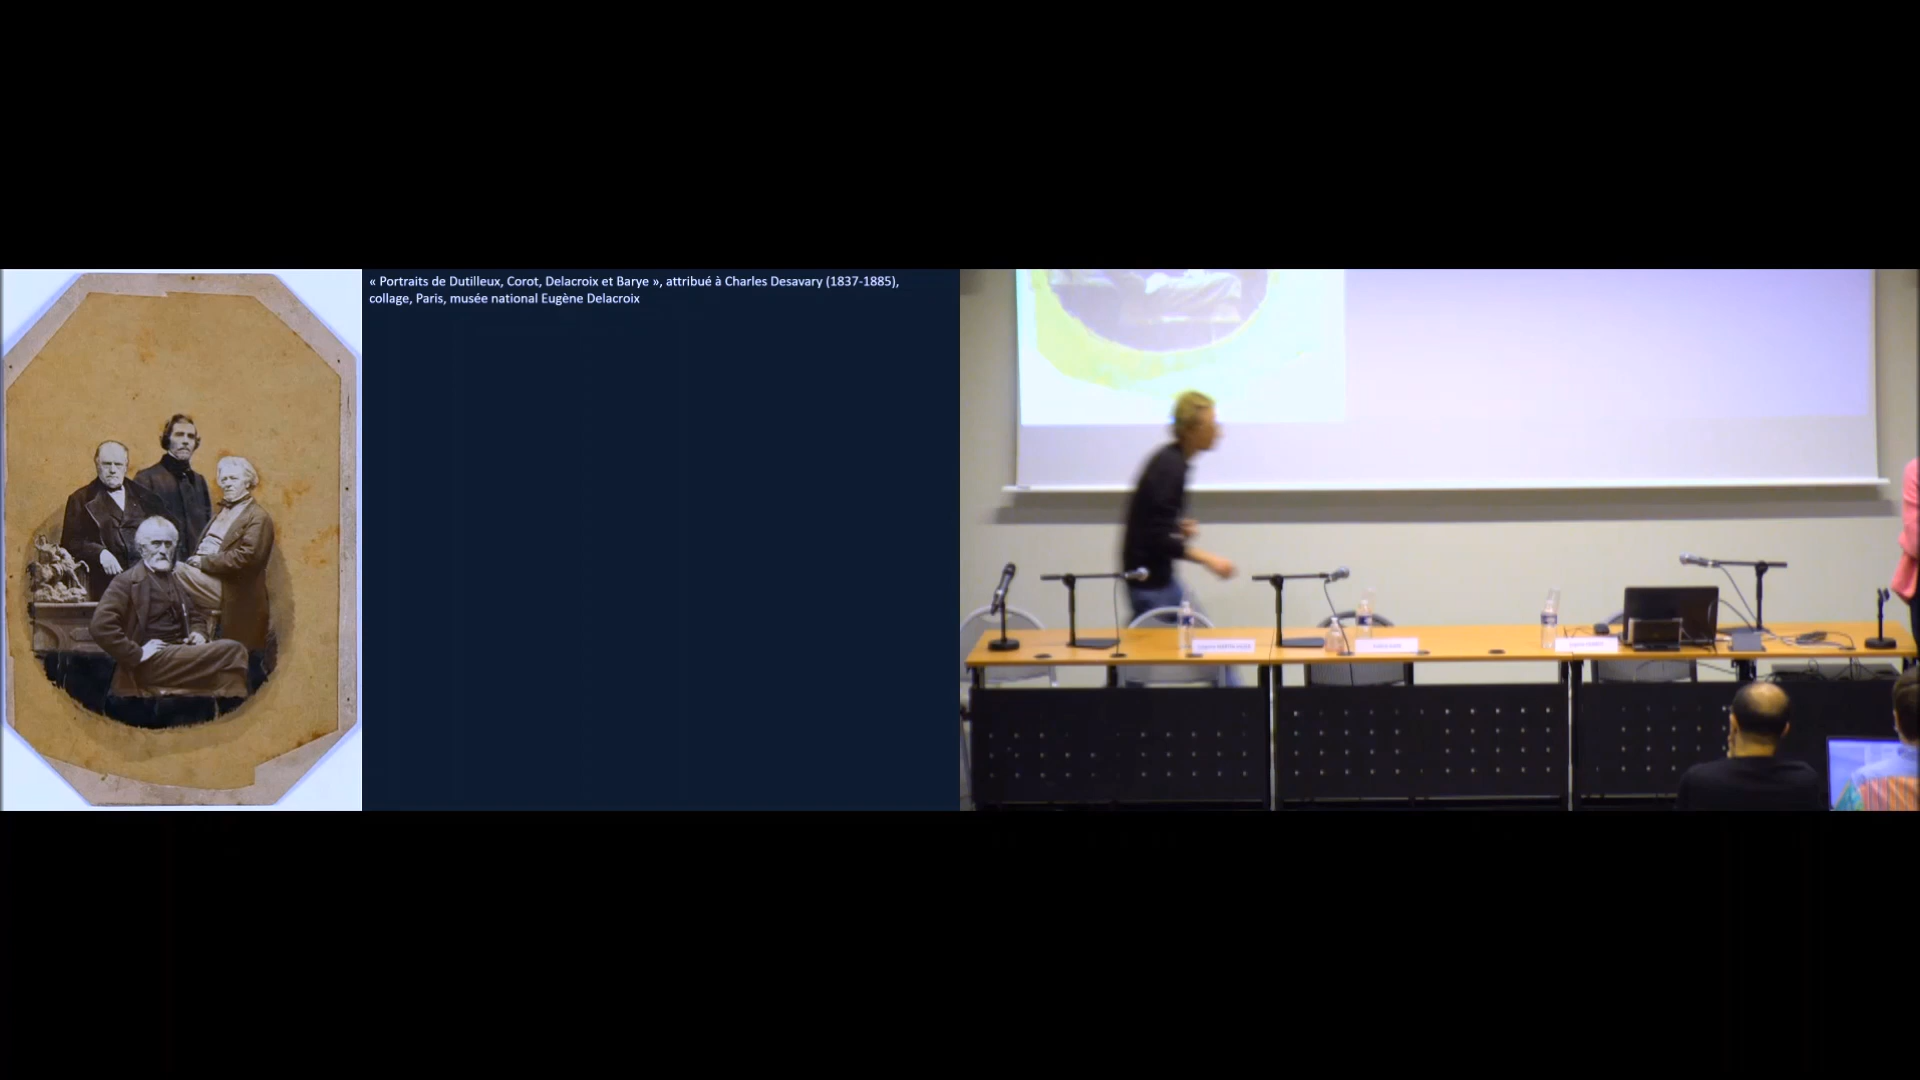 « Portraits de Dutilleux, Corot, Delacroix et Barye », attribué à Charles Desavary (1837-1885),
collage, Paris, musée national Eugène Delacroix